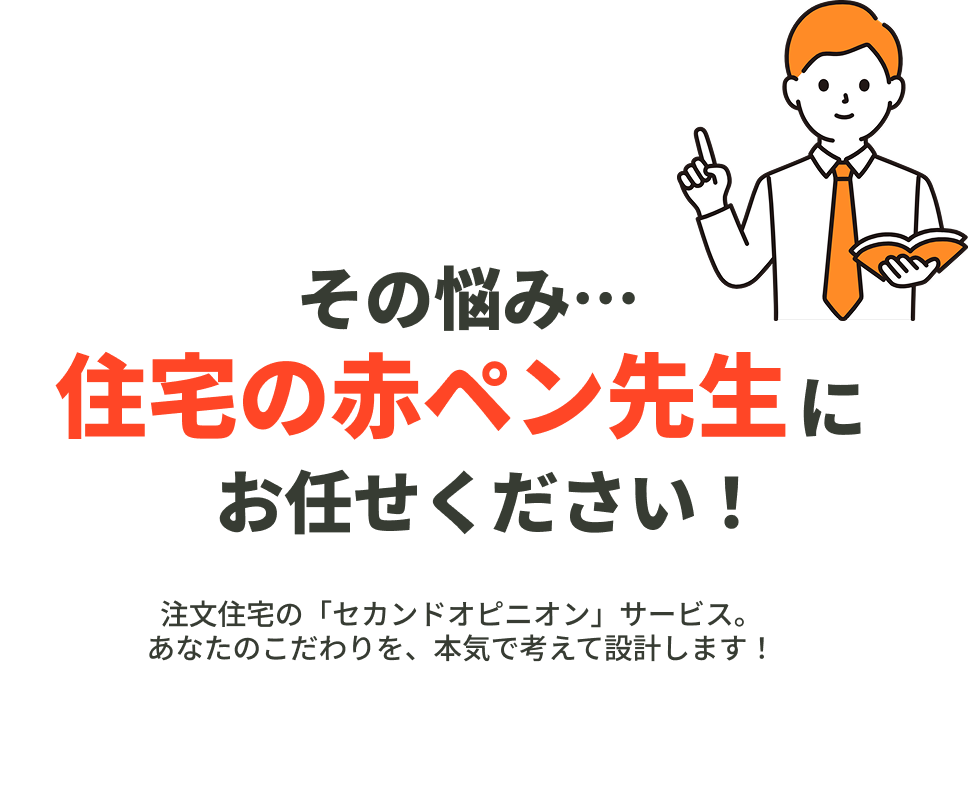 その悩み…
住宅の赤ペン先生に
お任せください！
注文住宅の「セカンドオピニオン」サービス。
あなたのこだわりを、本気で考えて設計します！